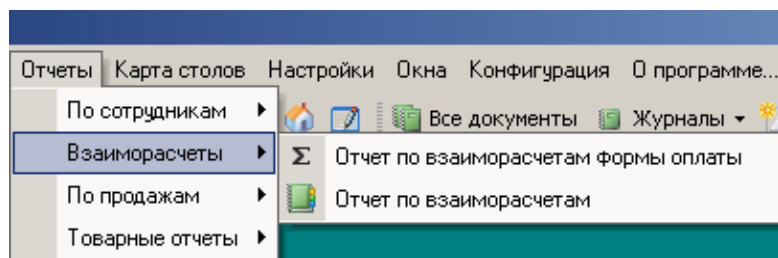 Отчеты Карта столов Настройки Окна Конфигурация О программе...
По сотрудникам Все документы Журналы
Взаиморасчеты Σ Отчет по взаиморасчетам формы оплаты
По продажам Отчет по взаиморасчетам
Товарные отчеты